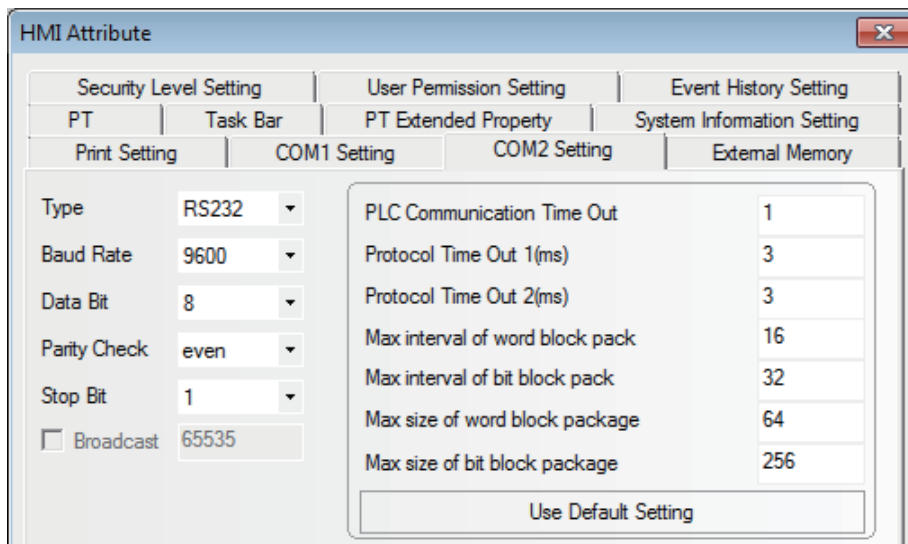 HMI Attribute
Security Level Setting User Permission Setting Event History Setting
PT Task Bar PT Extended Property System Information Setting
Print Setting COM1 Setting COM2 Setting External Memory
Type RS232
Baud Rate 9600
Data Bit 8
Parity Check even
Stop Bit 1
Broadcast 65535
PLC Communication Time Out 1
Protocol Time Out 1(ms) 3
Protocol Time Out 2(ms) 3
Max interval of word block pack 16
Max interval of bit block pack 32
Max size of word block package 64
Max size of bit block package 256
Use Default Setting